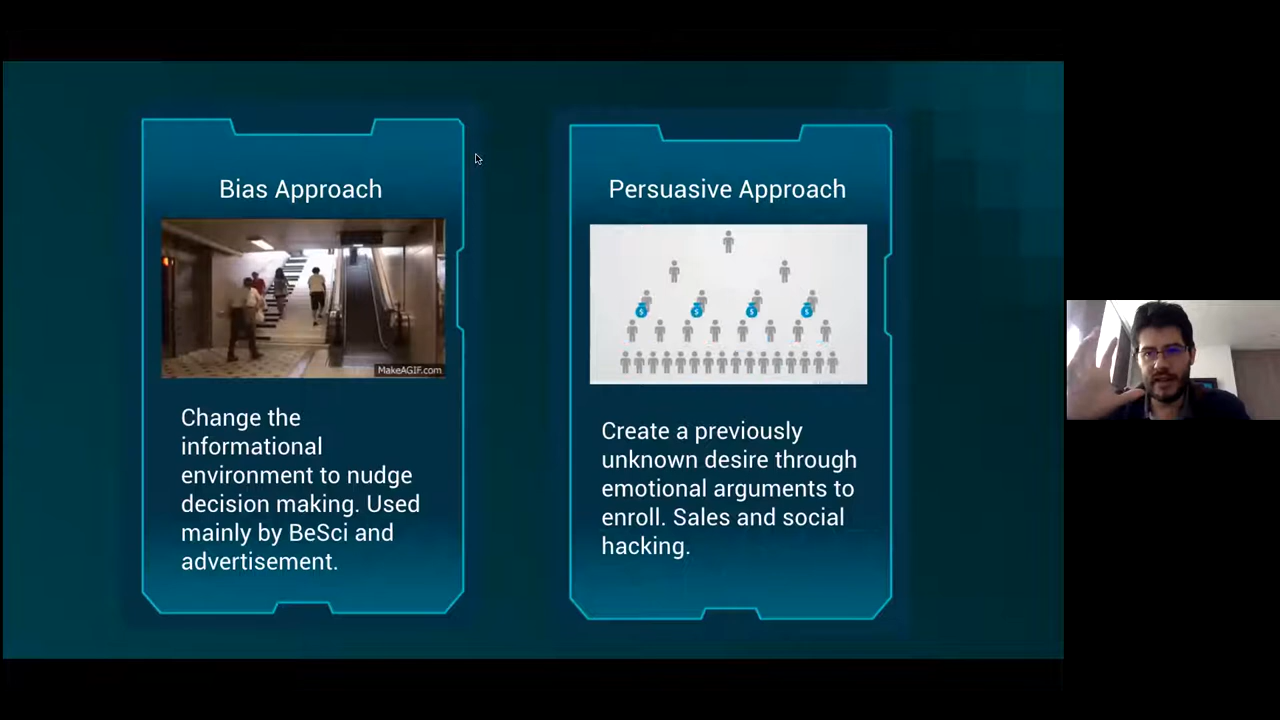 Bias Approach
MakeAGIF.com
Change the
informational
environment to nudge
decision making. Used
mainly by BeSci and
advertisement.
Persuasive Approach
Create a previously
unknown desire through
emotional arguments to
enroll. Sales and social
hacking.